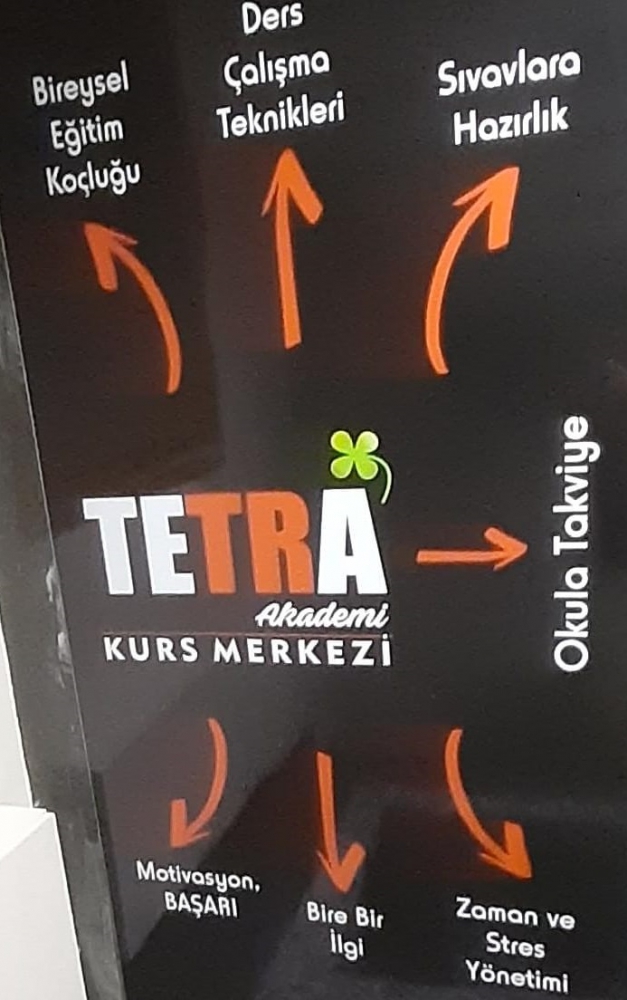 Bireysel
Eğitim
Koçluğu
Ders
Çalışma
Teknikleri
Sıvavlara
Hazırlık
TETRA
Akademi
KURS MERKEZİ
Okula Takviye
Motivasyon,
BAŞARI
Bire Bir
İlgi
Zaman ve
Stres
Yönetimi